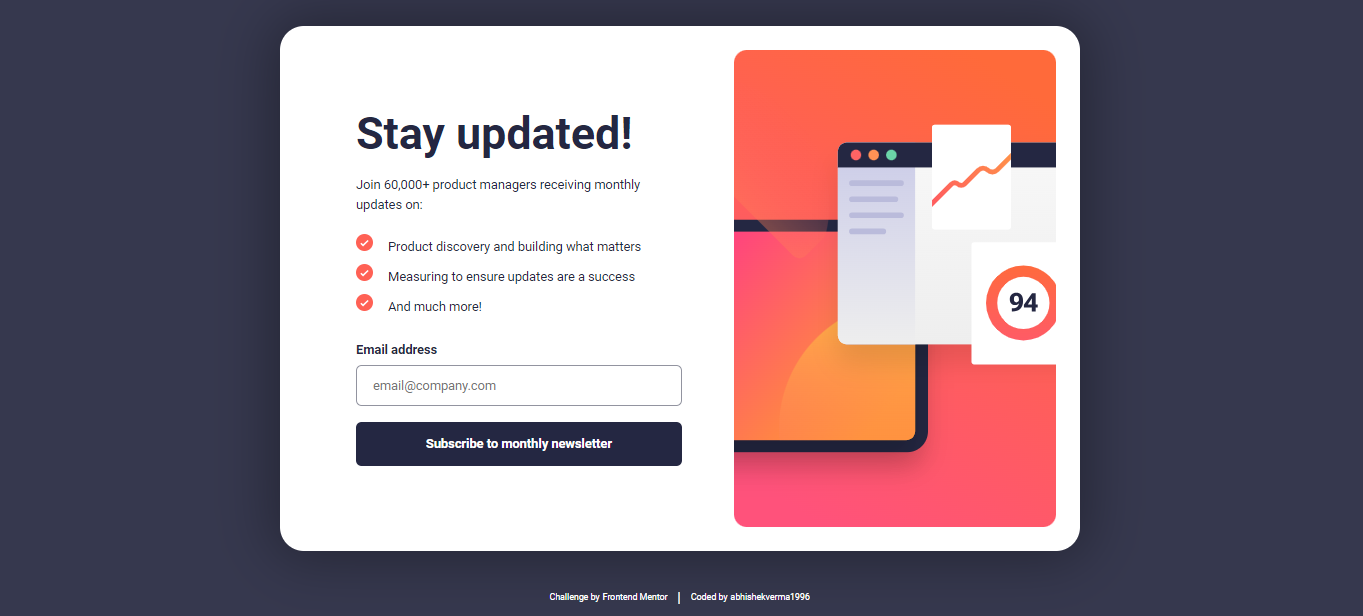 Stay updated!
Join 60,000+ product managers receiving monthly
updates on:
Product discovery and building what matters
Measuring to ensure updates are a success
And much more!
Email address
email@company.com
Subscribe to monthly newsletter
94
Challenge by Frontend Mentor | Coded by abhishekverma1996